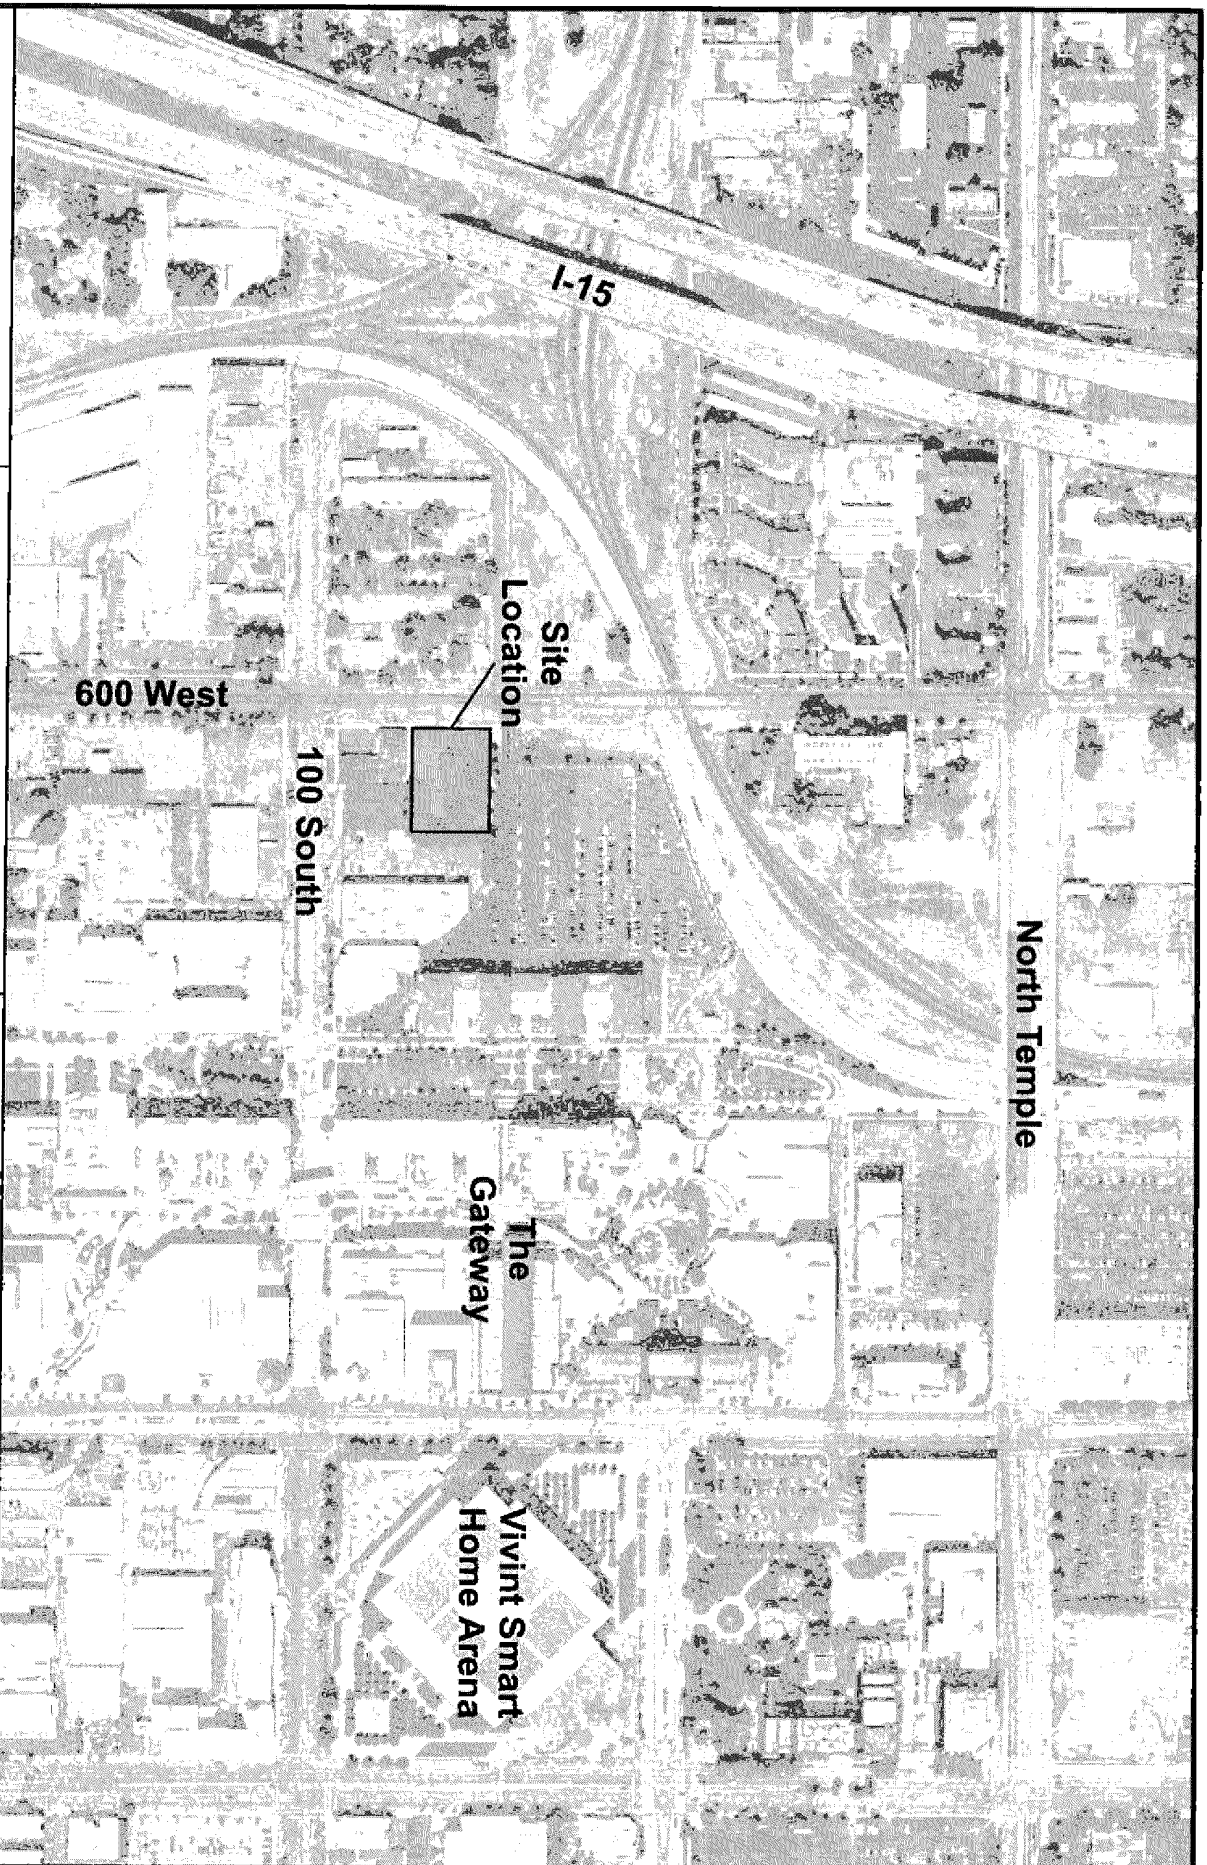 North Temple
I-15
Site
Location
600 West
100 South
The
Gateway
Vivint Smart
Home Arena